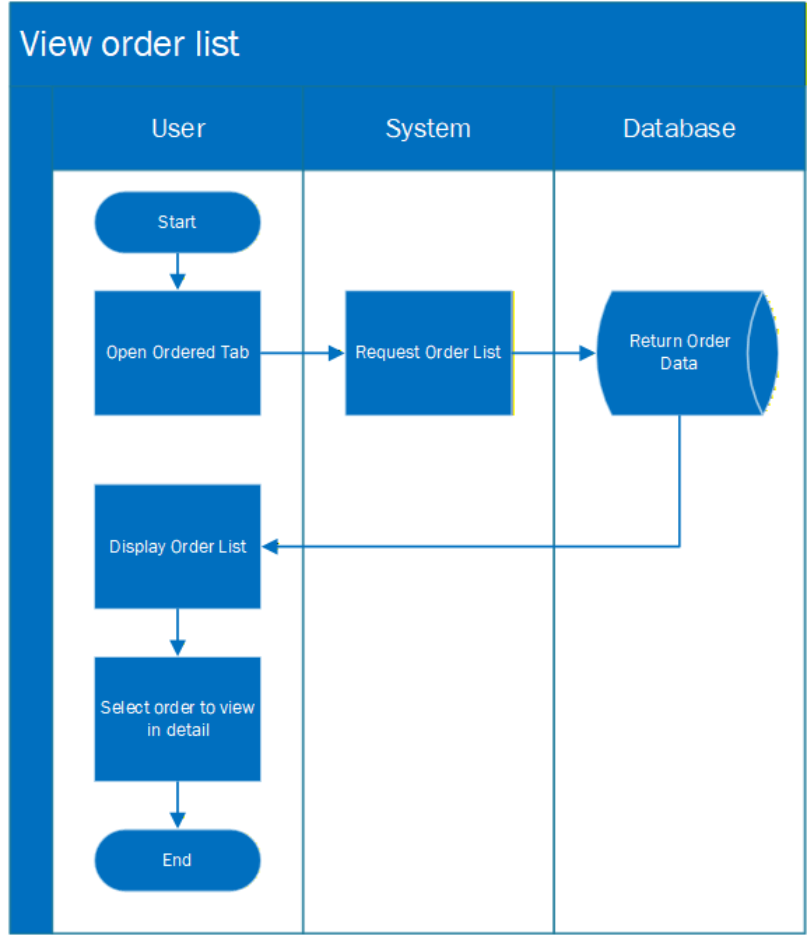 View order list
User
System
Database
Start
Open Ordered Tab
Request Order List
Return Order
Data
Display Order List
Select order to view
in detail
End